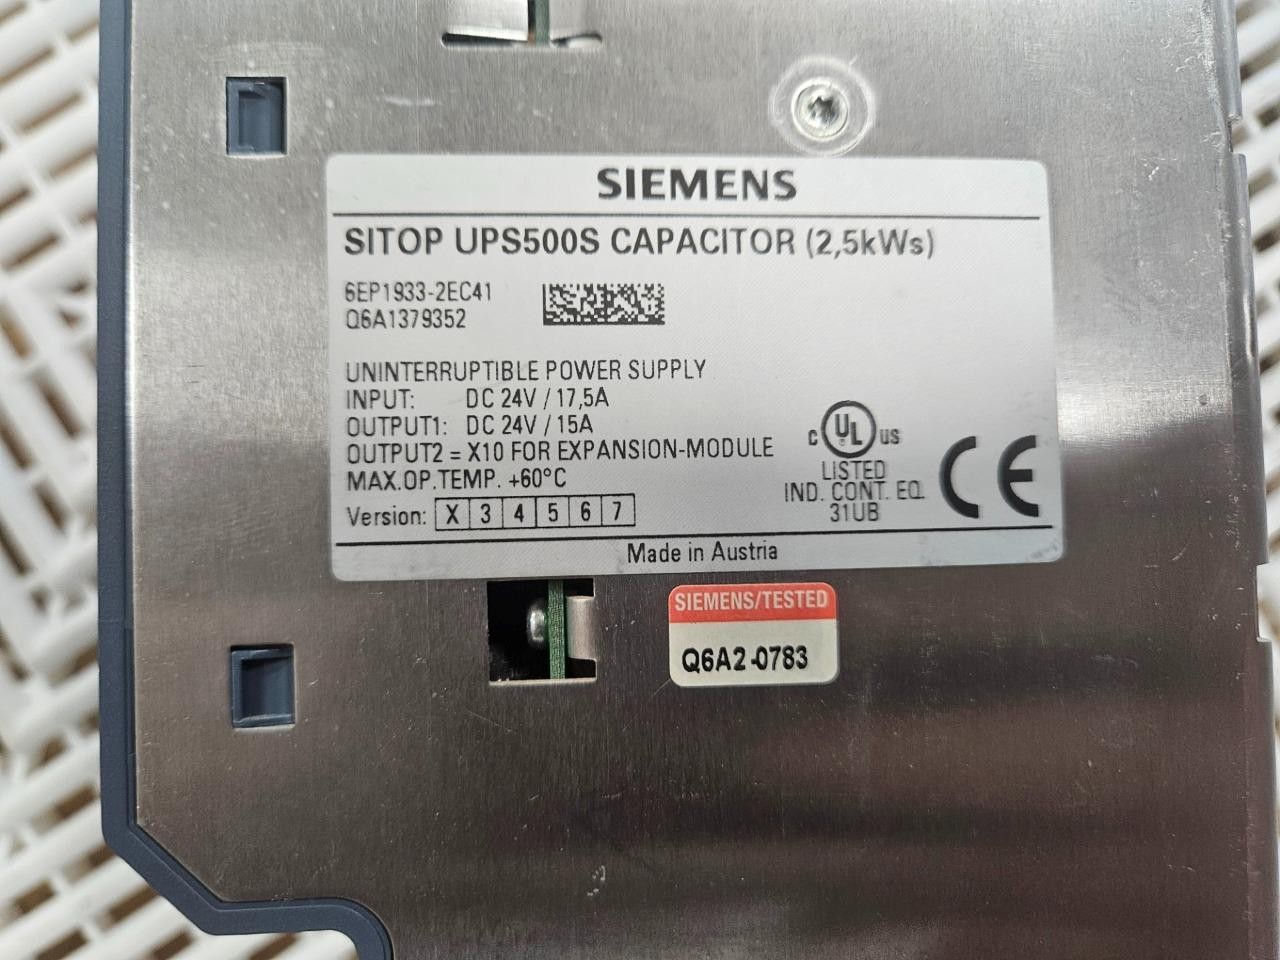 SIEMENS
SITOP UPS500S CAPACITOR (2,5kWs)
6EP1933-2EC41
Q6A1379352
UNINTERRUPTIBLE POWER SUPPLY
INPUT: DC 24V / 17,5A
OUTPUT1: DC 24V / 15A
OUTPUT2 = X10 FOR EXPANSION-MODULE
MAX.OP.TEMP. +60°C
Version: X 3 4 5 6 7
C UL US
LISTED
IND. CONT. EQ.
31UB
CE
Made in Austria
SIEMENS/TESTED
Q6A2-0783